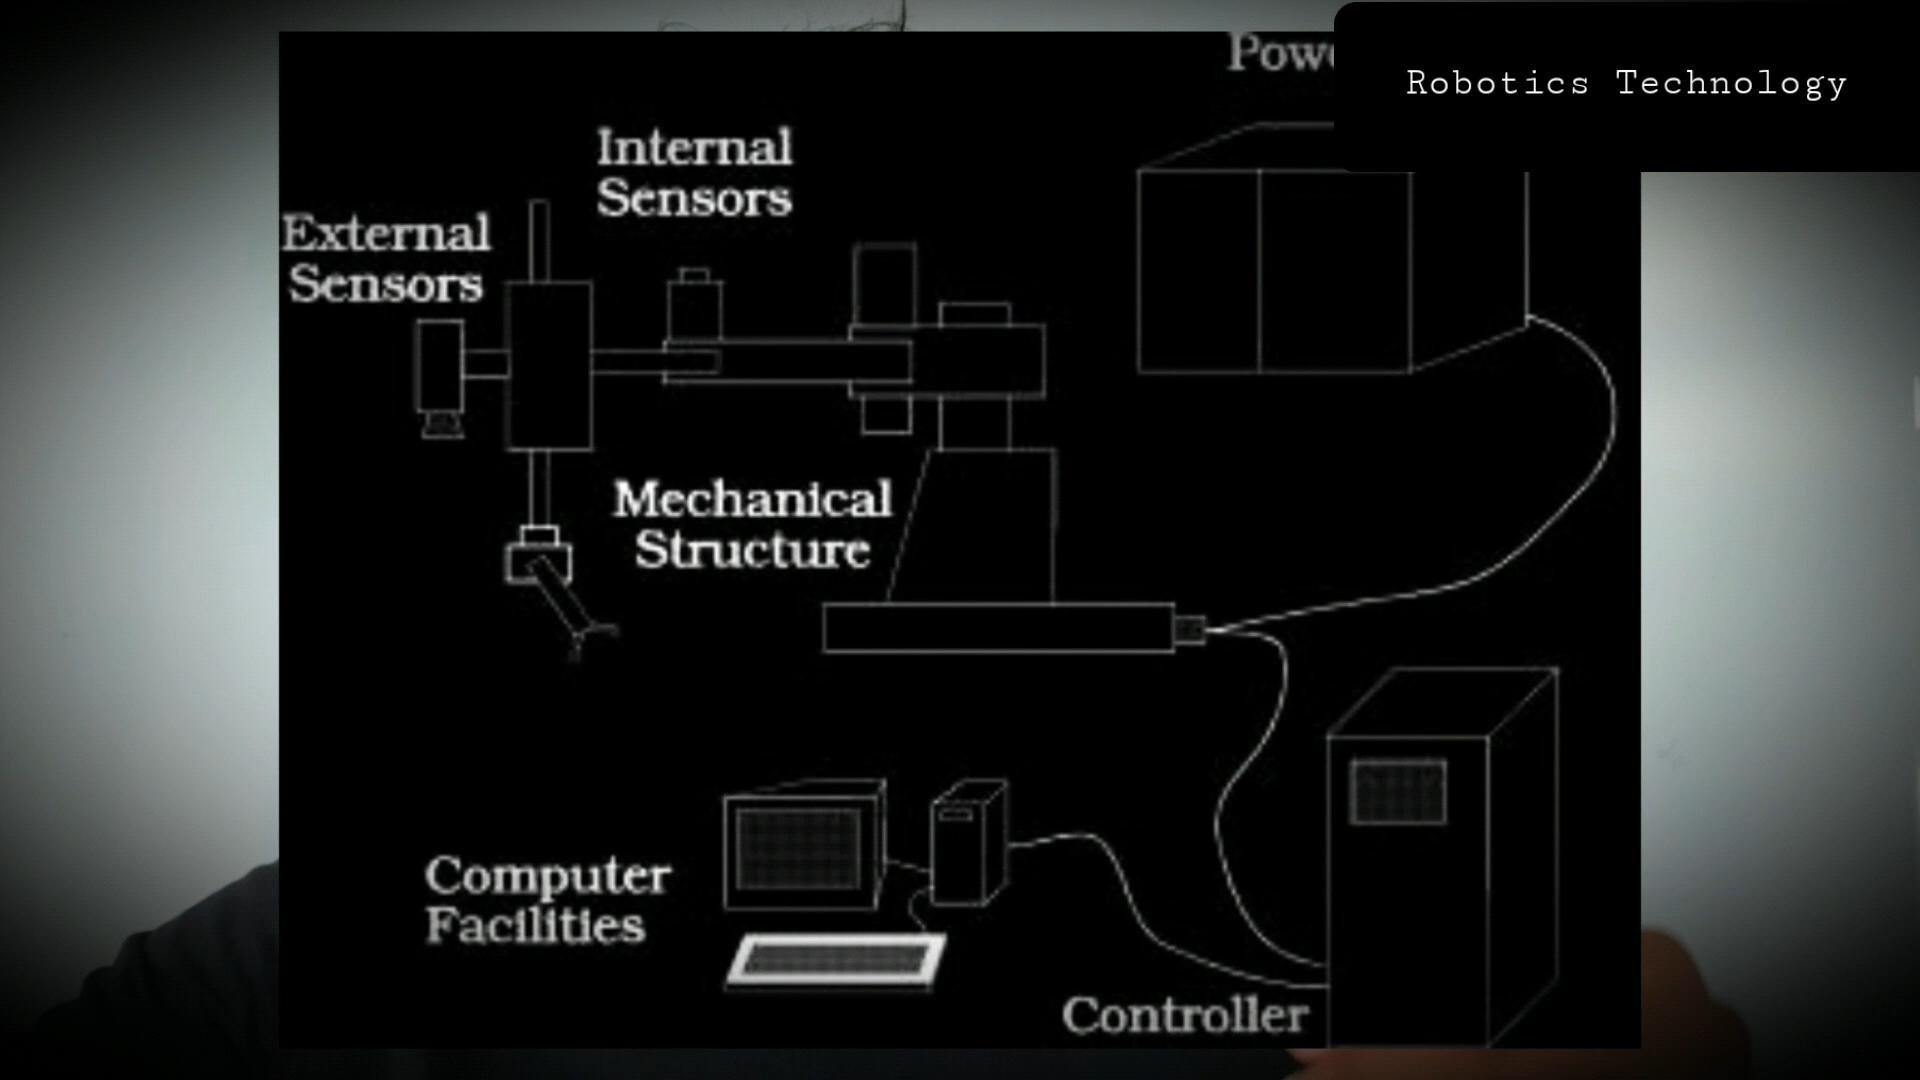 Robotics Technology
Internal
Sensors
External
Sensors
Mechanical
Structure
Computer
Facilities
Controller